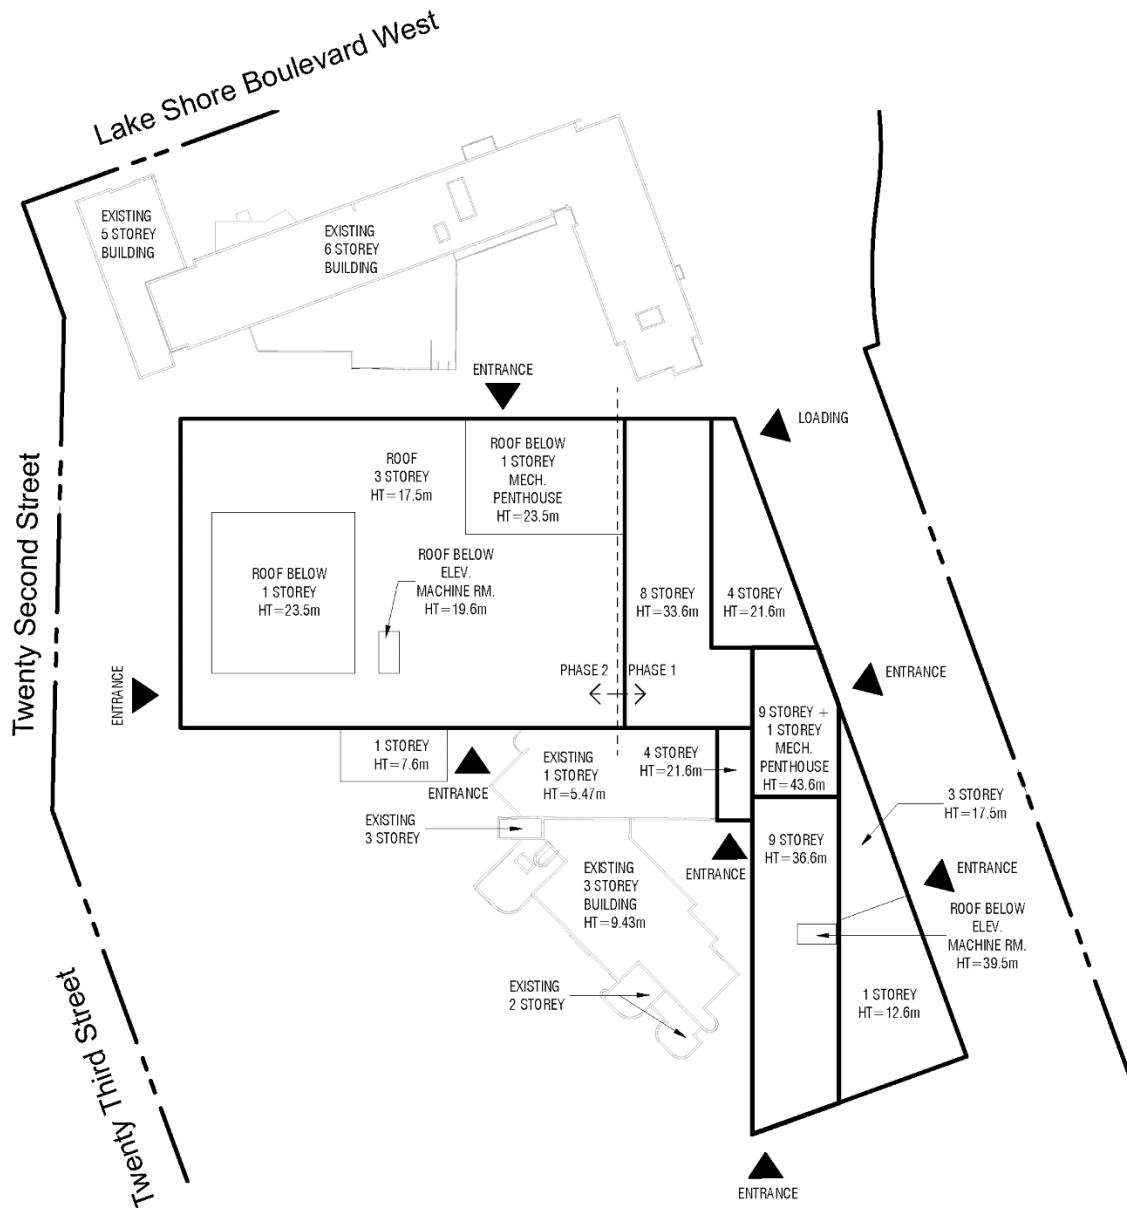 Lake Shore Boulevard West
EXISTING
5 STOREY
BUILDING
EXISTING
6 STOREY
BUILDING
ENTRANCE
LOADING
ROOF
3 STOREY
HT=17.5m
ROOF BELOW
1 STOREY
MECH.
PENTHOUSE
HT=23.5m
ROOF BELOW
1 STOREY
HT=23.5m
ROOF BELOW
ELEV.
MACHINE RM.
HT=19.6m
8 STOREY
HT=33.6m
4 STOREY
HT=21.6m
Twenty Second Street
ENTRANCE
PHASE 2
PHASE 1
ENTRANCE
9 STOREY +
1 STOREY
MECH.
PENTHOUSE
HT=43.6m
1 STOREY
HT=7.6m
ENTRANCE
EXISTING
1 STOREY
HT=5.47m
4 STOREY
HT=21.6m
3 STOREY
HT=17.5m
EXISTING
3 STOREY
EXISTING
3 STOREY
BUILDING
HT=9.43m
ENTRANCE
9 STOREY
HT=36.6m
ENTRANCE
ROOF BELOW
ELEV.
MACHINE RM.
HT=39.5m
EXISTING
2 STOREY
1 STOREY
HT=12.6m
Twenty Third Street
ENTRANCE